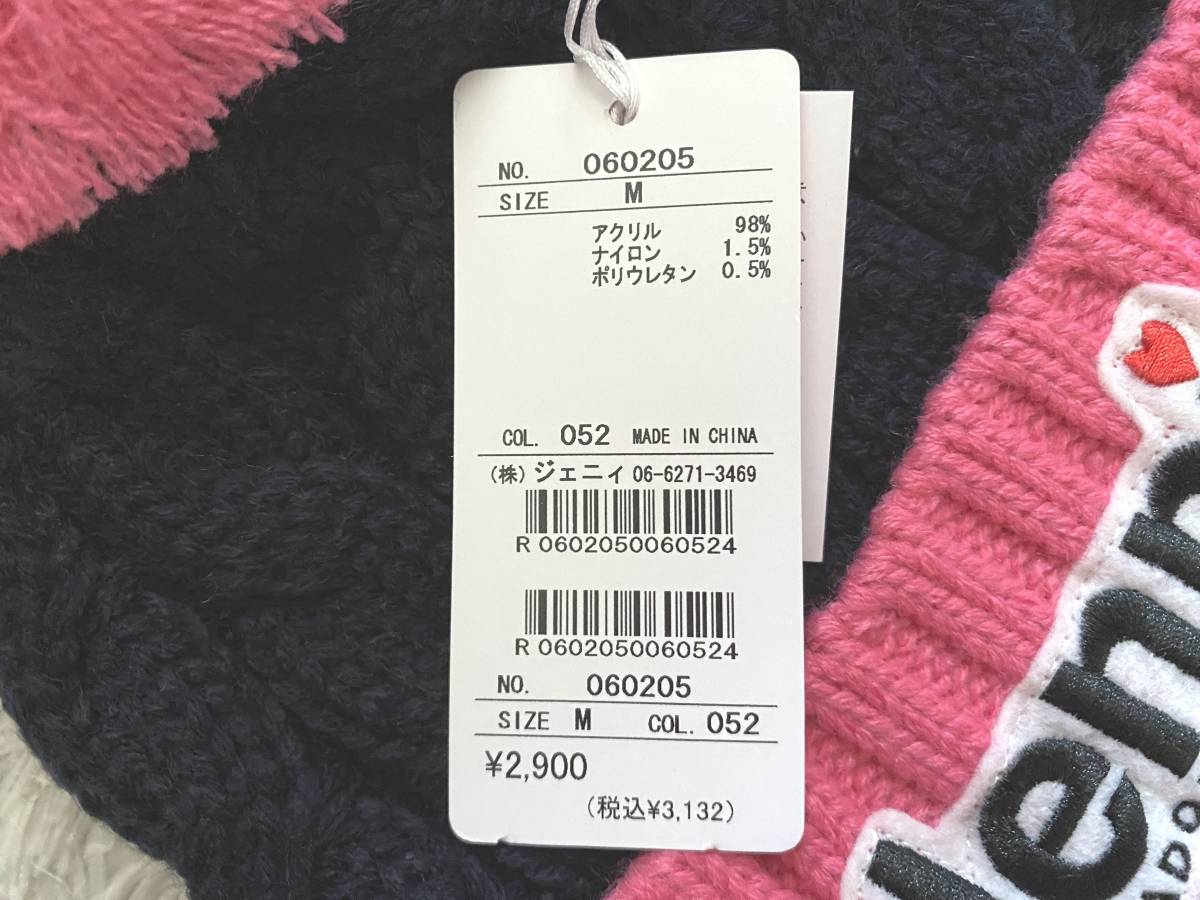 NO. 060205
SIZE M
アクリル 98%
ナイロン 1.5%
ポリウレタン 0.5%
COL. 052 MADE IN CHINA
(株)ジェニィ 06-6271-3469
R 0602050060524
R 0602050060524
NO. 060205
SIZE M COL. 052
¥2,900
(税込¥3,132)
Jenn